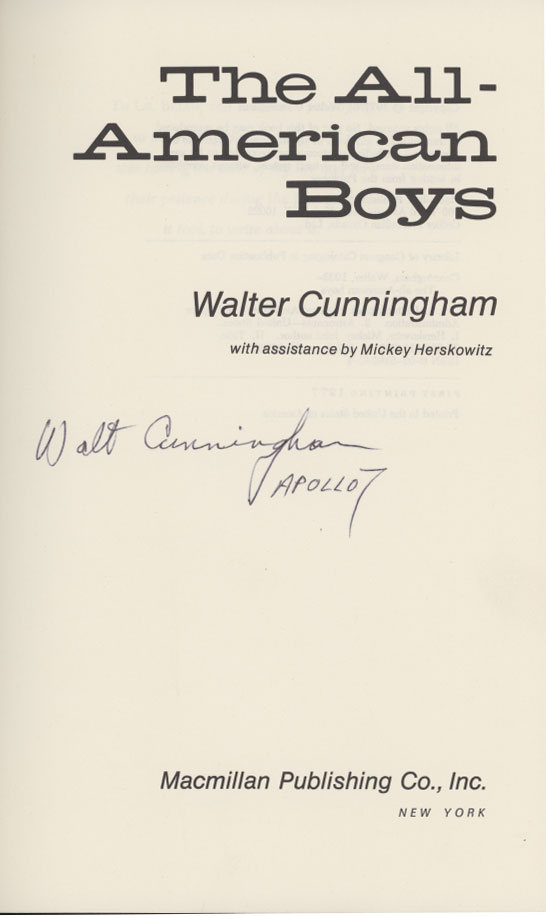 The All-
American
Boys
Walter Cunningham
with assistance by Mickey Herskowitz
Walt Cunningham
APOLLO 7
Macmillan Publishing Co., Inc.
NEW YORK